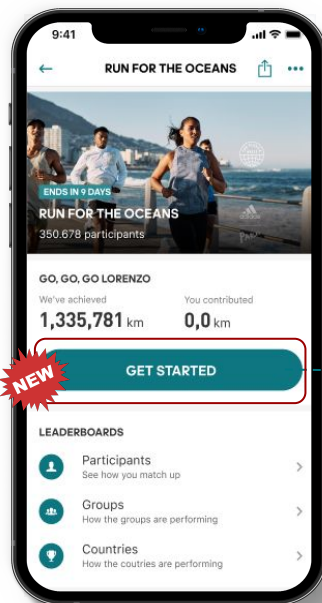 9:41
RUN FOR THE OCEANS
ENDS IN 9 DAYS
RUN FOR THE OCEANS
350.678 participants
GO, GO, GO LORENZO
We've achieved
You contributed
1,335,781 km
0,0 km
NEW
GET STARTED
LEADERBOARDS
Participants
See how you match up
Groups
How the groups are performing
Countries
How the coutries are performing